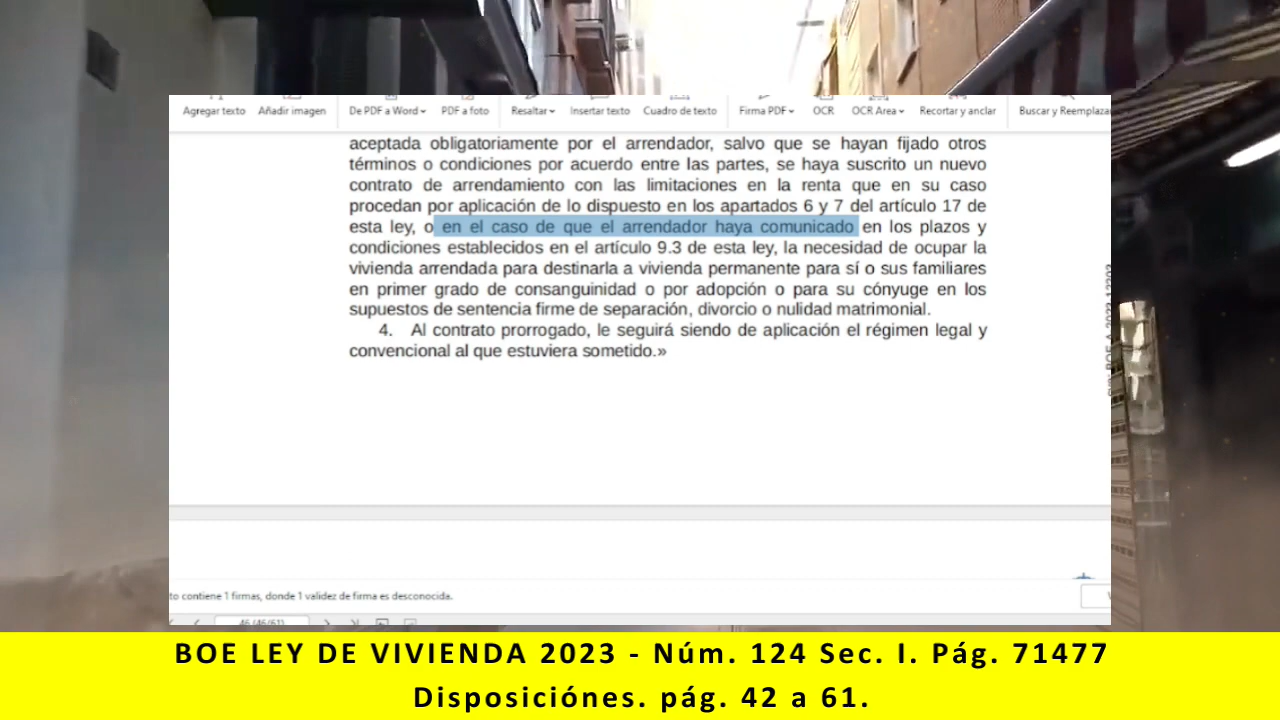 Agregar texto Añadir imagen De PDF a Word PDF a foto Resaltar Insertar texto Cuadro de texto Firma PDF OCR OCR Area Recortar y anclar Buscar y Reemplaza
aceptada obligatoriamente por el arrendador, salvo que se hayan fijado otros
términos o condiciones por acuerdo entre las partes, se haya suscrito un nuevo
contrato de arrendamiento con las limitaciones en la renta que en su caso
procedan por aplicación de lo dispuesto en los apartados 6 y 7 del artículo 17 de
esta ley, o en el caso de que el arrendador haya comunicado en los plazos y
condiciones establecidos en el artículo 9.3 de esta ley, la necesidad de ocupar la
vivienda arrendada para destinarla a vivienda permanente para sí o sus familiares
en primer grado de consanguinidad o por adopción o para su cónyuge en los
supuestos de sentencia firme de separación, divorcio o nulidad matrimonial.
4. Al contrato prorrogado, le seguirá siendo de aplicación el régimen legal y
convencional al que estuviera sometido.»
to contiene 1 firmas, donde 1 validez de firma es desconocida.
46 (46/61)
BOE LEY DE VIVIENDA 2023 - Núm. 124 Sec. I. Pág. 71477
Disposiciónes. pág. 42 a 61.